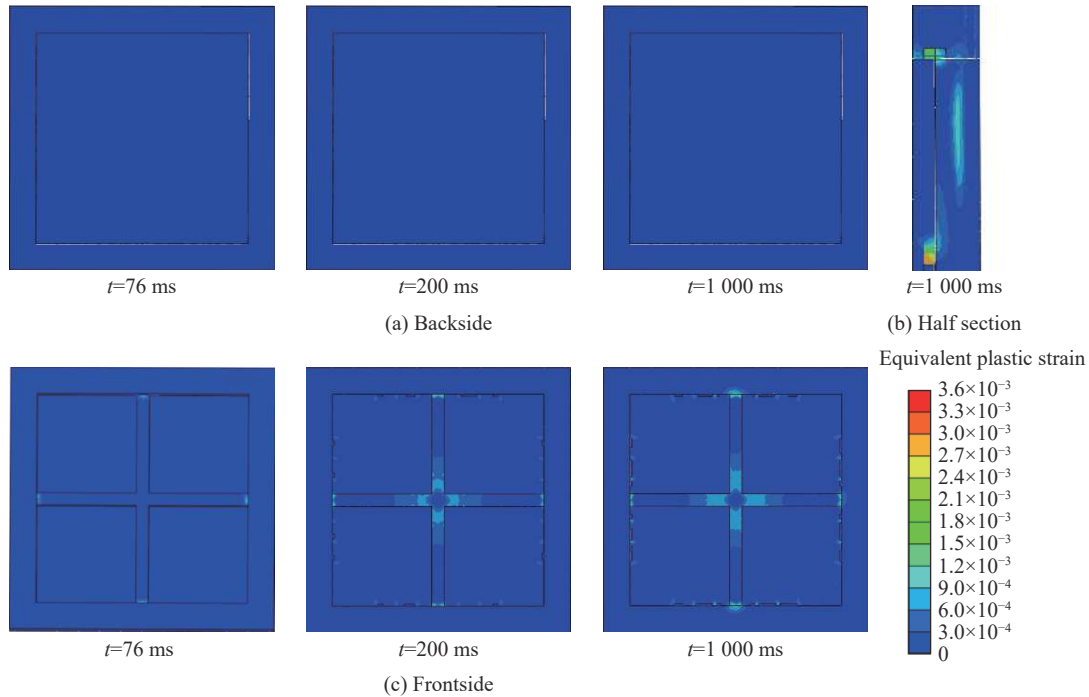 t=76 ms
t=200 ms
t=1 000 ms
t=1 000 ms
(a) Backside
(b) Half section
Equivalent plastic strain
3.6×10⁻³
3.3×10⁻³
3.0×10⁻³
2.7×10⁻³
2.4×10⁻³
2.1×10⁻³
1.8×10⁻³
1.5×10⁻³
1.2×10⁻³
9.0×10⁻⁴
6.0×10⁻⁴
3.0×10⁻⁴
0
t=76 ms
t=200 ms
t=1 000 ms
(c) Frontside